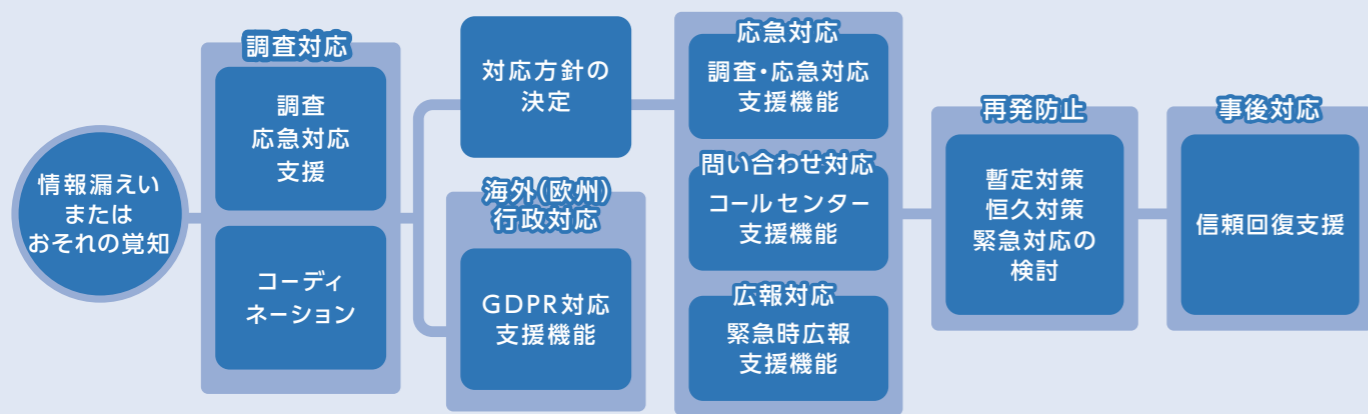 情報漏えい
または
おそれの覚知
調査対応
調査
応急対応
支援
コーディ
ネーション
対応方針の
決定
海外(欧州)
行政対応
GDPR対応
支援機能
応急対応
調査・応急対応
支援機能
問い合わせ対応
コールセンター
支援機能
広報対応
緊急時広報
支援機能
再発防止
暫定対策
恒久対策
緊急対応の
検討
事後対応
信頼回復支援